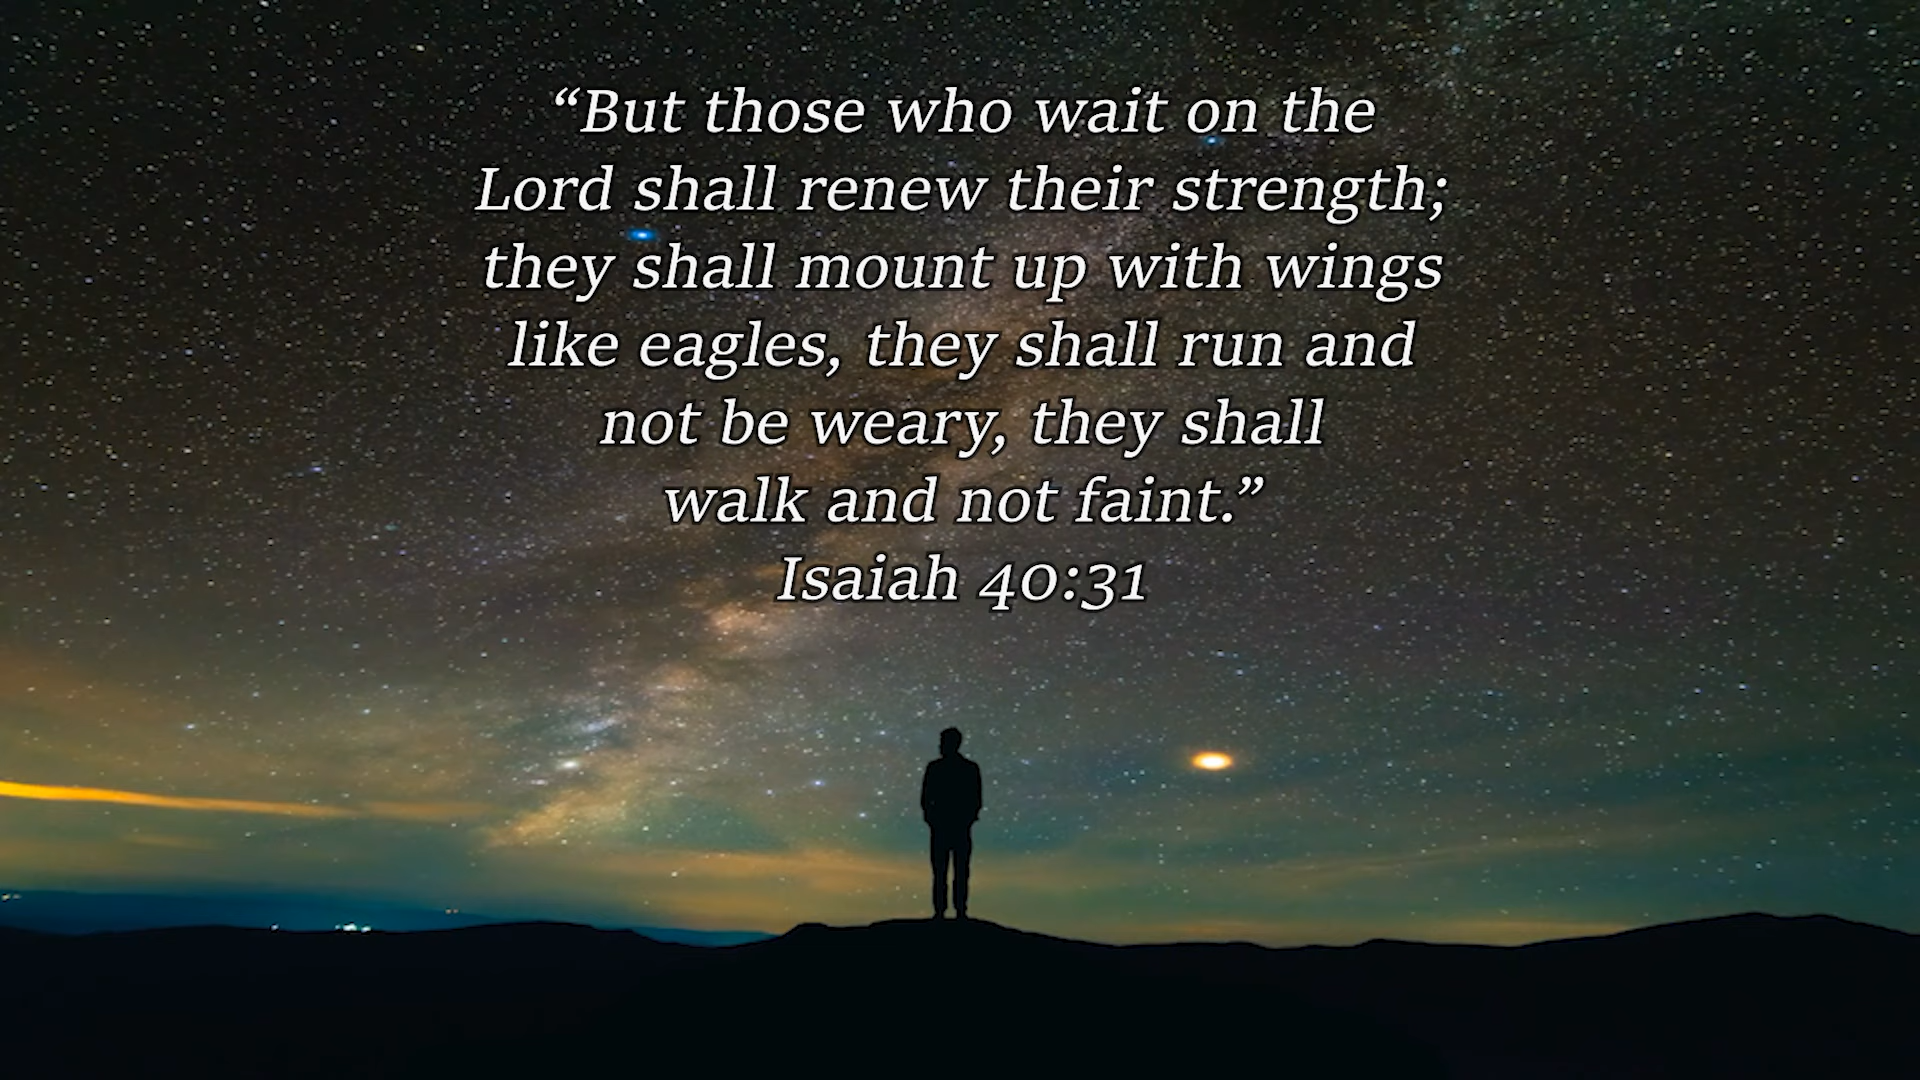 “But those who wait on the
Lord shall renew their strength;
they shall mount up with wings
like eagles, they shall run and
not be weary, they shall
walk and not faint.”
Isaiah 40:31